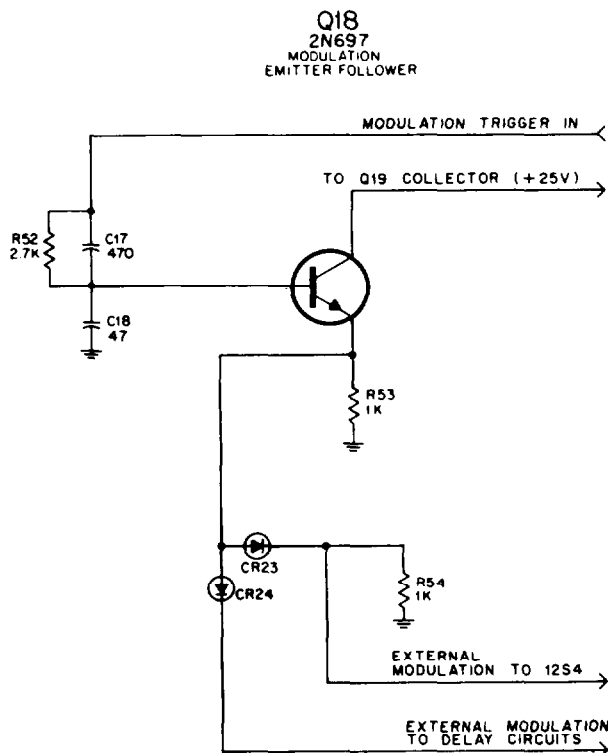 Q18
2N697
MODULATION
EMITTER FOLLOWER
MODULATION TRIGGER IN
TO Q19 COLLECTOR (+25V)
R52
2.7K
C17
470
C18
47
R53
1K
CR23
CR24
R54
1K
EXTERNAL
MODULATION TO 12S4
EXTERNAL MODULATION
TO DELAY CIRCUITS